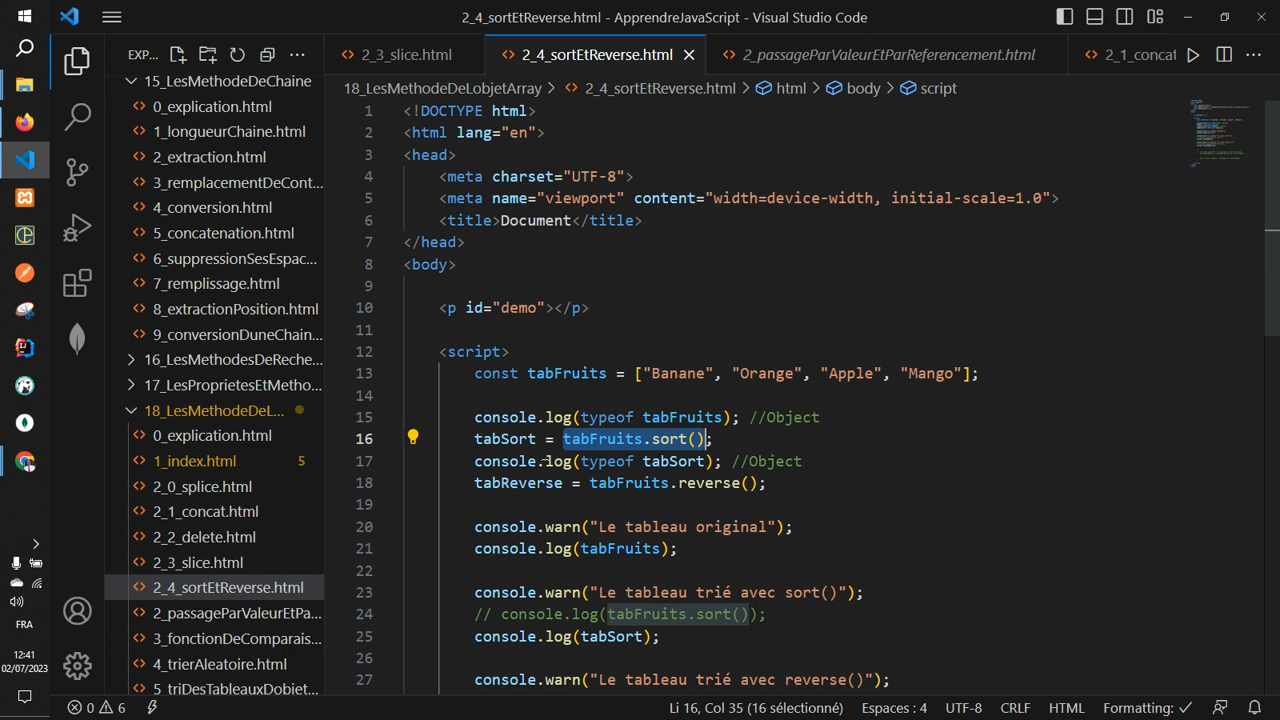 2_4_sortEtReverse.html - ApprendreJavaScript - Visual Studio Code
EXP...
2_3_slice.html
2_4_sortEtReverse.html
2_passageParValeurEtParReferencement.html
2_1_concat
18_LesMethodeDeLobjetArray > 2_4_sortEtReverse.html > html > body > script
15_LesMethodeDeChaine
0_explication.html
1_longueurChaine.html
2_extraction.html
3_remplacementDeCont...
4_conversion.html
5_concatenation.html
6_suppressionSesEspac...
7_remplissage.html
8_extractionPosition.html
9_conversionDuneChain...
16_LesMethodesDeReche...
17_LesProprietesEtMetho...
18_LesMethodeDeL...
0_explication.html
1_index.html 5
2_0_splice.html
2_1_concat.html
2_2_delete.html
2_3_slice.html
2_4_sortEtReverse.html
2_passageParValeurEtPa...
3_fonctionDeComparais...
4_trierAleatoire.html
5_triDesTableauxDobiet...
1 <!DOCTYPE html>
2 <html lang="en">
3 <head>
4 <meta charset="UTF-8">
5 <meta name="viewport" content="width=device-width, initial-scale=1.0">
6 <title>Document</title>
7 </head>
8 <body>
9
10 <p id="demo"></p>
11
12 <script>
13 const tabFruits = ["Banane", "Orange", "Apple", "Mango"];
14
15 console.log(typeof tabFruits); //Object
16 tabSort = tabFruits.sort();
17 console.log(typeof tabSort); //Object
18 tabReverse = tabFruits.reverse();
19
20 console.warn("Le tableau original");
21 console.log(tabFruits);
22
23 console.warn("Le tableau trié avec sort()");
24 // console.log(tabFruits.sort());
25 console.log(tabSort);
26
27 console.warn("Le tableau trié avec reverse()");
FRA
12:41
02/07/2023
0 6
Li 16, Col 35 (16 sélectionné)
Espaces : 4
UTF-8
CRLF
HTML
Formatting: